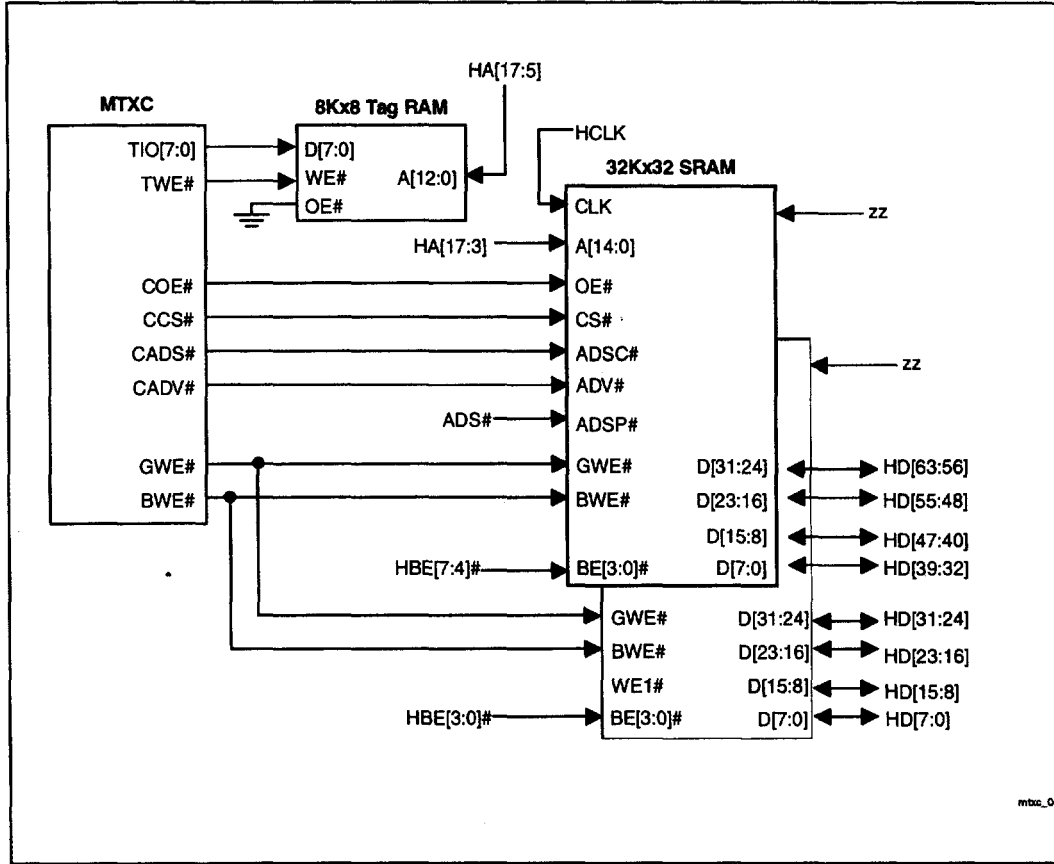 HA[17:5]
MTXC
8Kx8 Tag RAM
TIO[7:0]
D[7:0]
TWE#
WE#
A[12:0]
OE#
HCLK
32Kx32 SRAM
CLK
zz
HA[17:3]
A[14:0]
COE#
OE#
CCS#
CS#
CADS#
ADSC#
zz
CADV#
ADV#
ADS#
ADSP#
GWE#
GWE#
D[31:24]
HD[63:56]
BWE#
BWE#
D[23:16]
HD[55:48]
D[15:8]
HD[47:40]
HBE[7:4]#
BE[3:0]#
D[7:0]
HD[39:32]
GWE#
D[31:24]
HD[31:24]
BWE#
D[23:16]
HD[23:16]
WE1#
D[15:8]
HD[15:8]
HBE[3:0]#
BE[3:0]#
D[7:0]
HD[7:0]